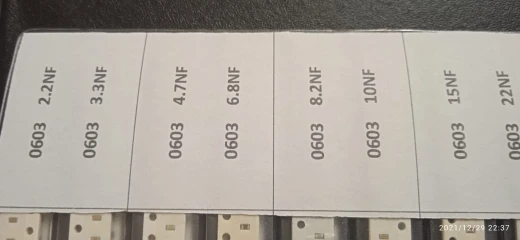 0603 2.2NF
0603 3.3NF
0603 4.7NF
0603 6.8NF
0603 8.2NF
0603 10NF
0603 15NF
0603 22NF
2021/12/29 22:37